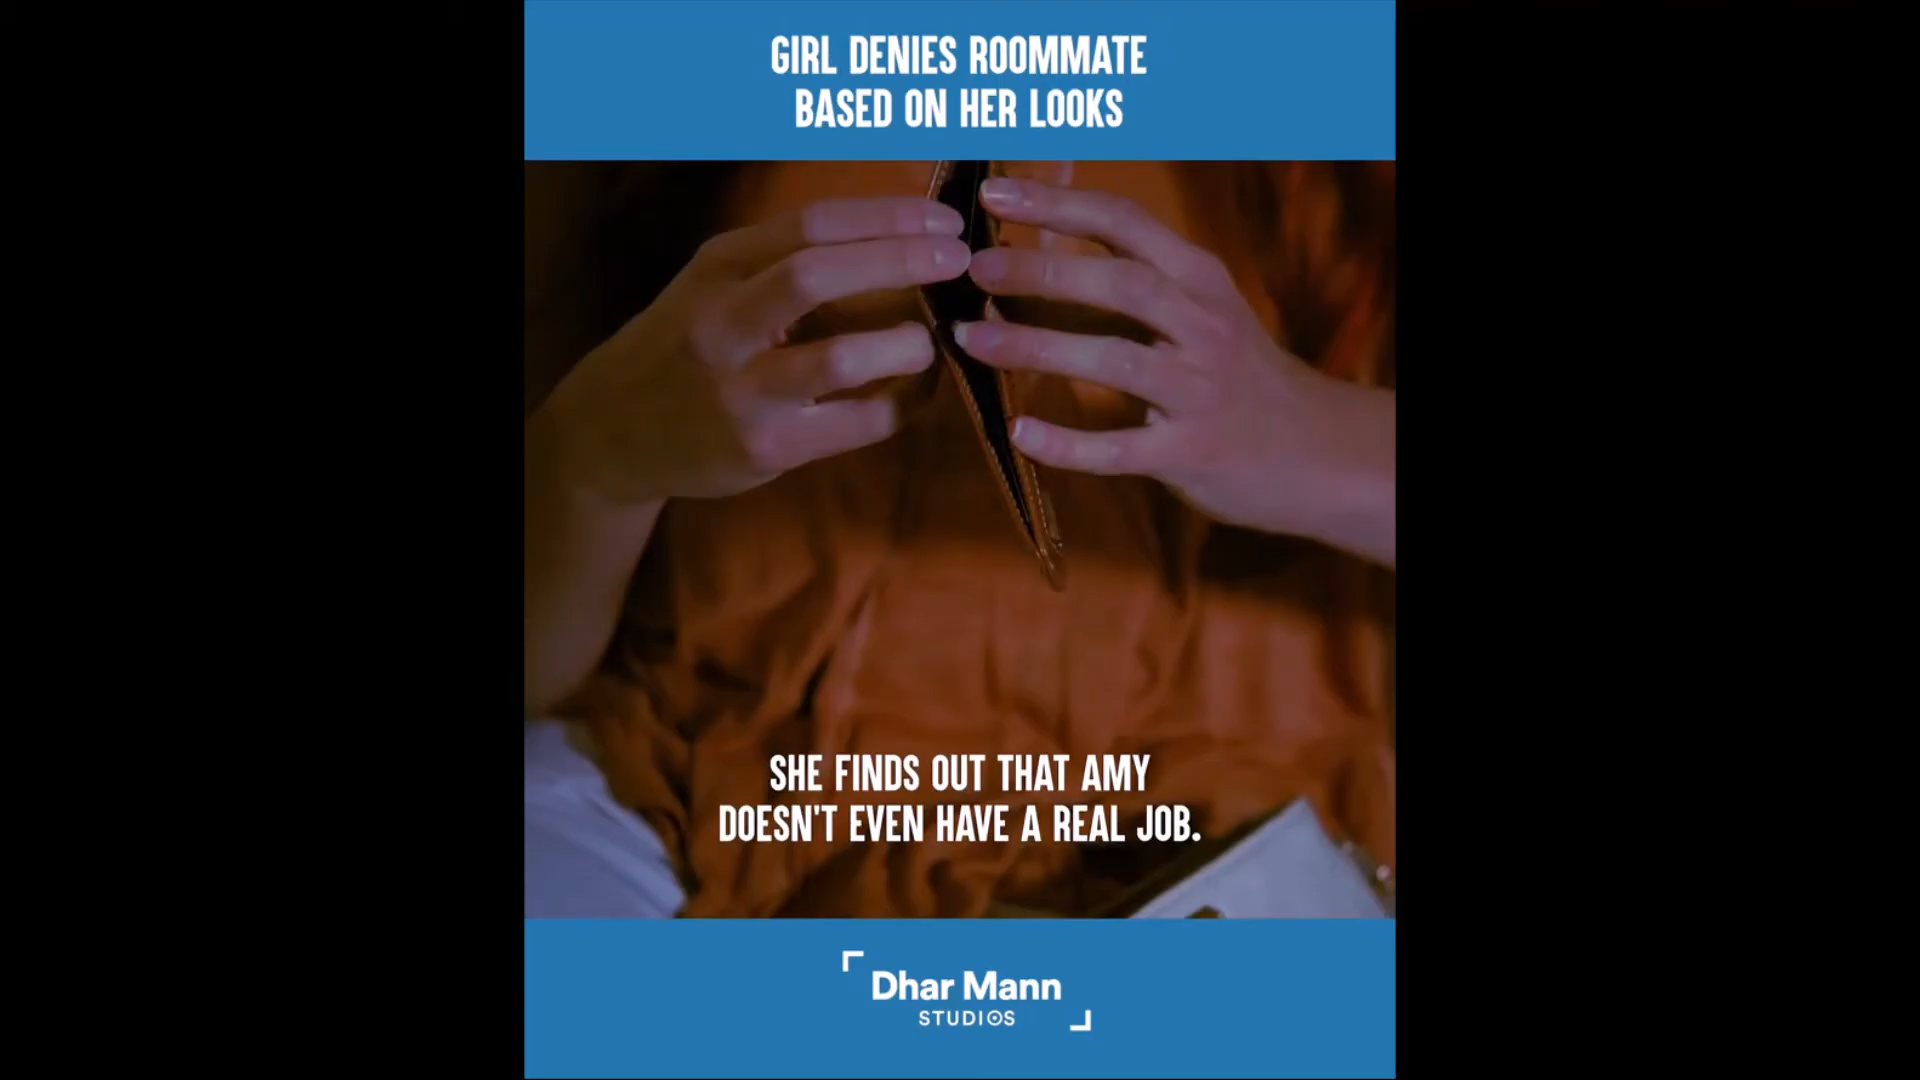 GIRL DENIES ROOMMATE
BASED ON HER LOOKS
SHE FINDS OUT THAT AMY
DOESN'T EVEN HAVE A REAL JOB.
Dhar Mann
STUDIOS